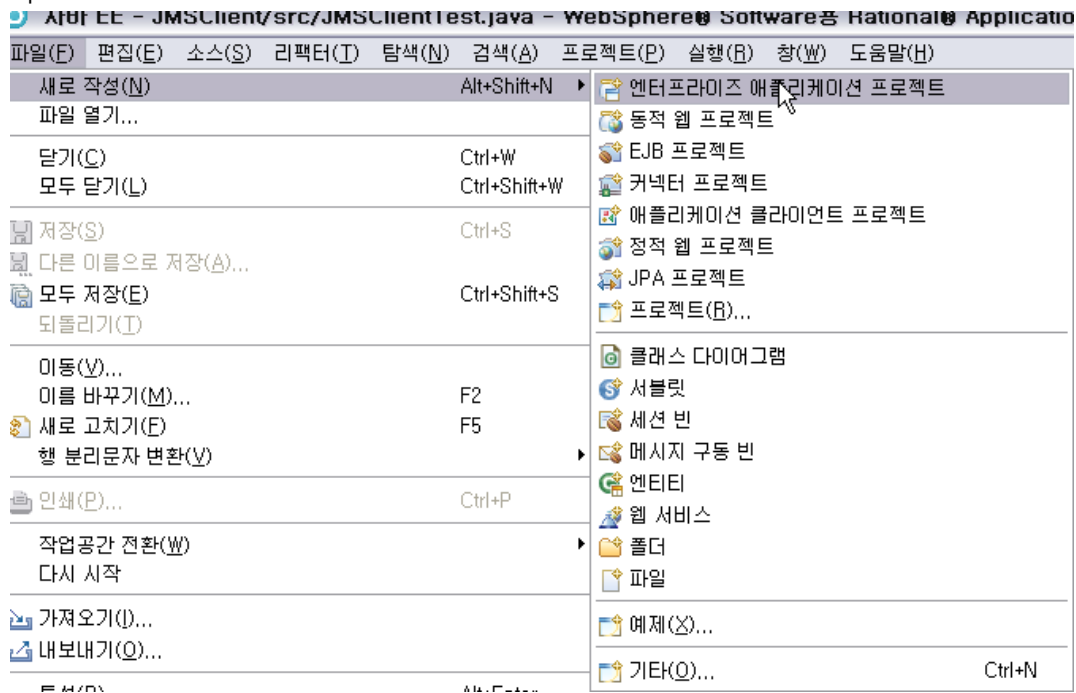 자바 EE - JMSClient/src/JMSClientTest.java - WebSphere® Software용 Rational® Applicatio
파일(F) 편집(E) 소스(S) 리팩터(T) 탐색(N) 검색(A) 프로젝트(P) 실행(R) 창(W) 도움말(H)
새로 작성(N) Alt+Shift+N
파일 열기...
닫기(C) Ctrl+W
모두 닫기(L) Ctrl+Shift+W
저장(S) Ctrl+S
다른 이름으로 저장(A)...
모두 저장(E) Ctrl+Shift+S
되돌리기(T)
이동(V)...
이름 바꾸기(M)... F2
새로 고치기(F) F5
행 분리문자 변환(V)
인쇄(P)... Ctrl+P
작업공간 전환(W)
다시 시작
가져오기(I)...
내보내기(O)...
특성(R) Alt+Enter
엔터프라이즈 애플리케이션 프로젝트
동적 웹 프로젝트
EJB 프로젝트
커넥터 프로젝트
애플리케이션 클라이언트 프로젝트
정적 웹 프로젝트
JPA 프로젝트
프로젝트(R)...
클래스 다이어그램
서블릿
세션 빈
메시지 구동 빈
엔티티
웹 서비스
폴더
파일
예제(X)...
기타(O)... Ctrl+N